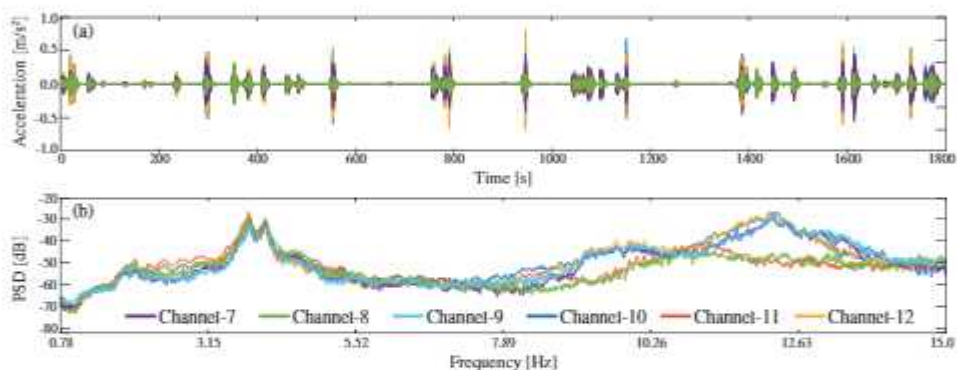 (a)
Acceleration [m/s²]
1.0
0.5
0.0
-0.5
-1.0
0 200 400 600 800 1000 1200 1400 1600 1800
Time [s]
(b)
PSD [dB]
-20
-30
-40
-50
-60
-70
-80
Channel-7 Channel-8 Channel-9 Channel-10 Channel-11 Channel-12
0.78 3.15 5.52 7.89 10.26 12.63 15.0
Frequency [Hz]